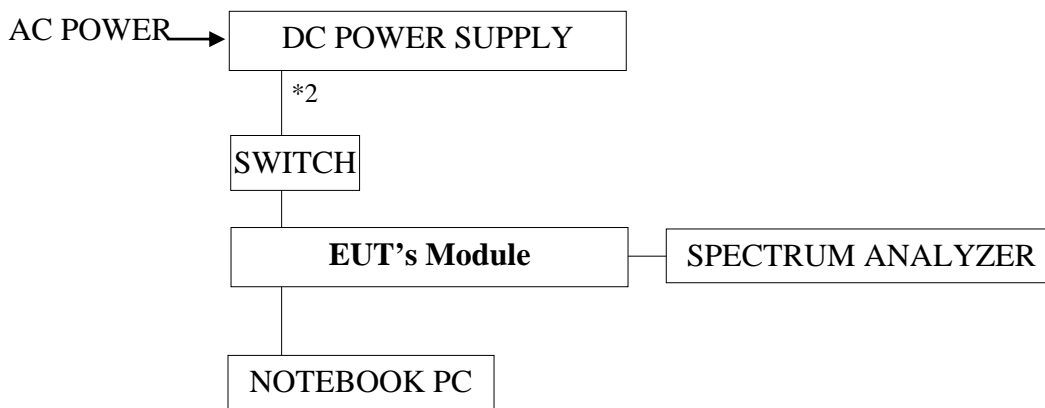 AC POWER
DC POWER SUPPLY
*2
SWITCH
EUT's Module
SPECTRUM ANALYZER
NOTEBOOK PC